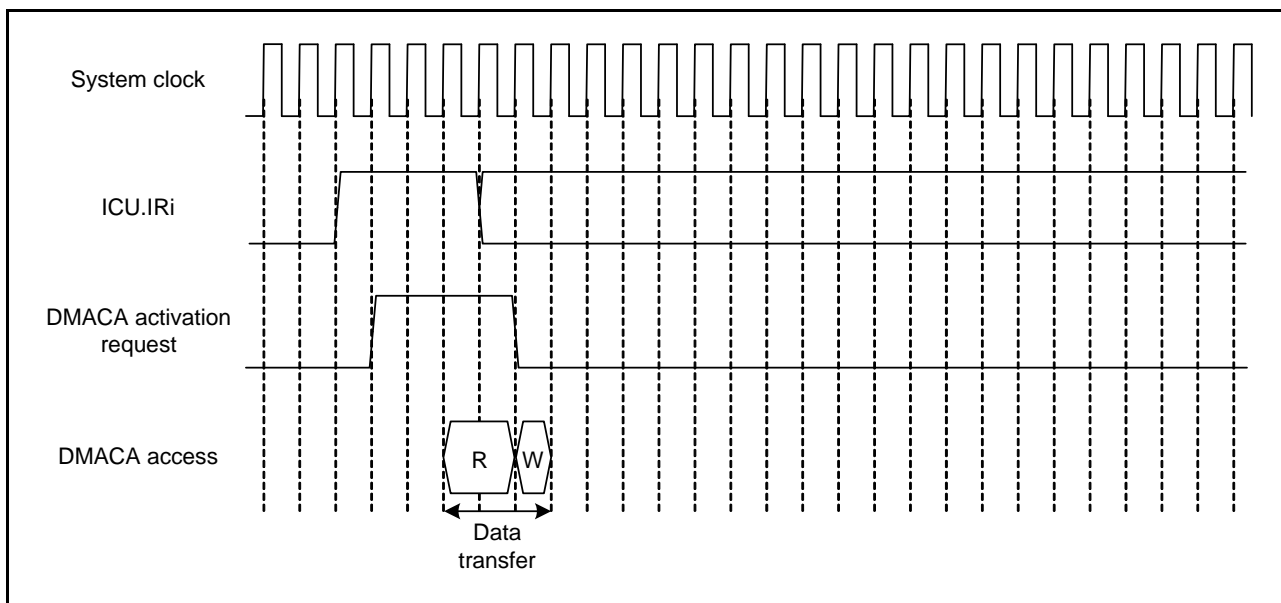 System clock
ICU.IRi
DMACA activation
request
DMACA access
R
W
Data
transfer